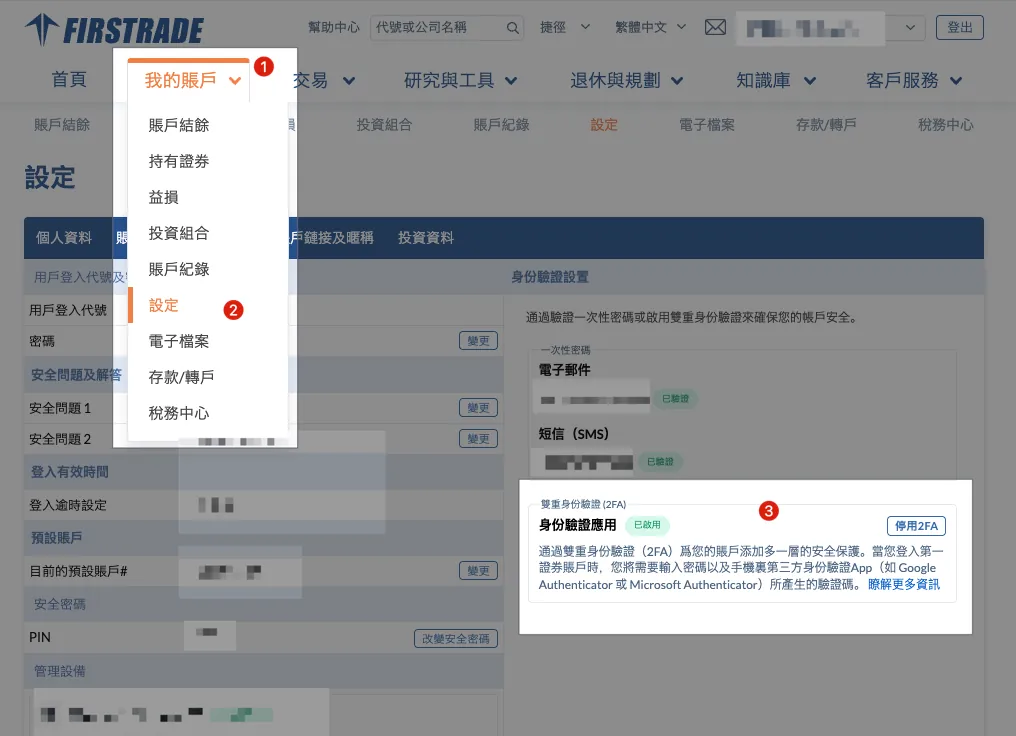 FIRSTRADE
幫助中心
代號或公司名稱
捷徑
繁體中文
登出
首頁
我的賬戶
1
交易
研究與工具
退休與規劃
知識庫
客戶服務
賬戶結餘
損
投資組合
賬戶紀錄
設定
電子檔案
存款/轉戶
稅務中心
設定
賬戶結餘
持有證券
益損
投資組合
賬戶紀錄
設定
2
電子檔案
存款/轉戶
稅務中心
個人資料
賬
戶鏈接及暱稱
投資資料
用戶登入代號及
用戶登入代號
密碼
變更
安全問題及解答
安全問題 1
變更
安全問題 2
變更
登入有效時間
登入逾時設定
預設賬戶
目前的預設賬戶#
變更
安全密碼
PIN
改變安全密碼
管理設備
身份驗證設置
通過驗證一次性密碼或啟用雙重身份驗證來確保您的帳戶安全。
一次性密碼
電子郵件
已驗證
短信（SMS）
已驗證
雙重身份驗證 (2FA)
3
身份驗證應用
已啟用
停用2FA
通過雙重身份驗證（2FA）爲您的賬戶添加多一層的安全保護。當您登入第一
證券賬戶時，您將需要輸入密碼以及手機裏第三方身份驗證App（如 Google
Authenticator 或 Microsoft Authenticator）所產生的驗證碼。 瞭解更多資訊